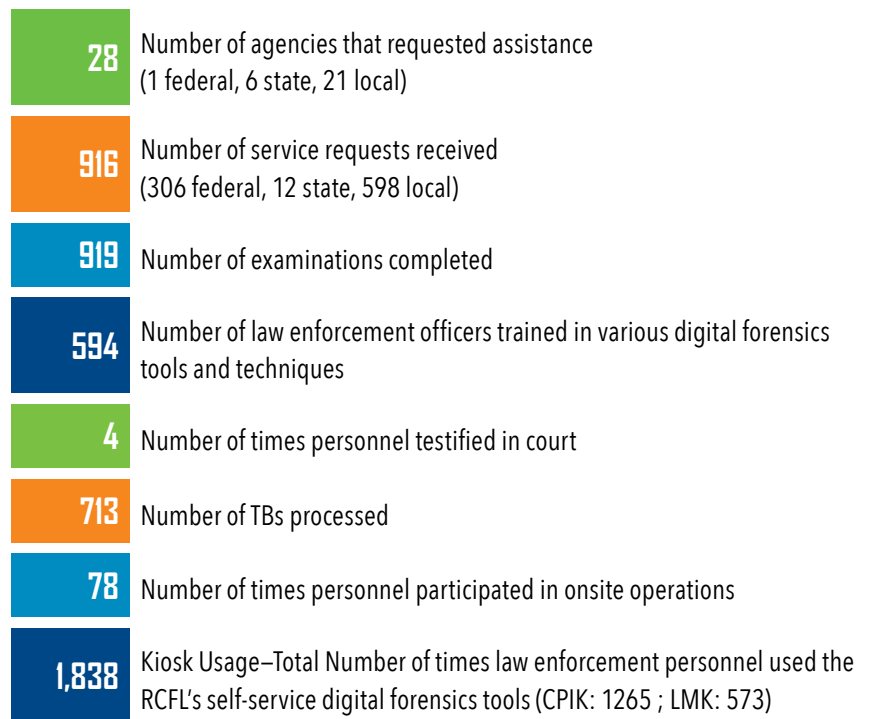 28
Number of agencies that requested assistance
(1 federal, 6 state, 21 local)
916
Number of service requests received
(306 federal, 12 state, 598 local)
919
Number of examinations completed
594
Number of law enforcement officers trained in various digital forensics
tools and techniques
4
Number of times personnel testified in court
713
Number of TBs processed
78
Number of times personnel participated in onsite operations
1,838
Kiosk Usage—Total Number of times law enforcement personnel used the
RCFL's self-service digital forensics tools (CPIK: 1265 ; LMK: 573)